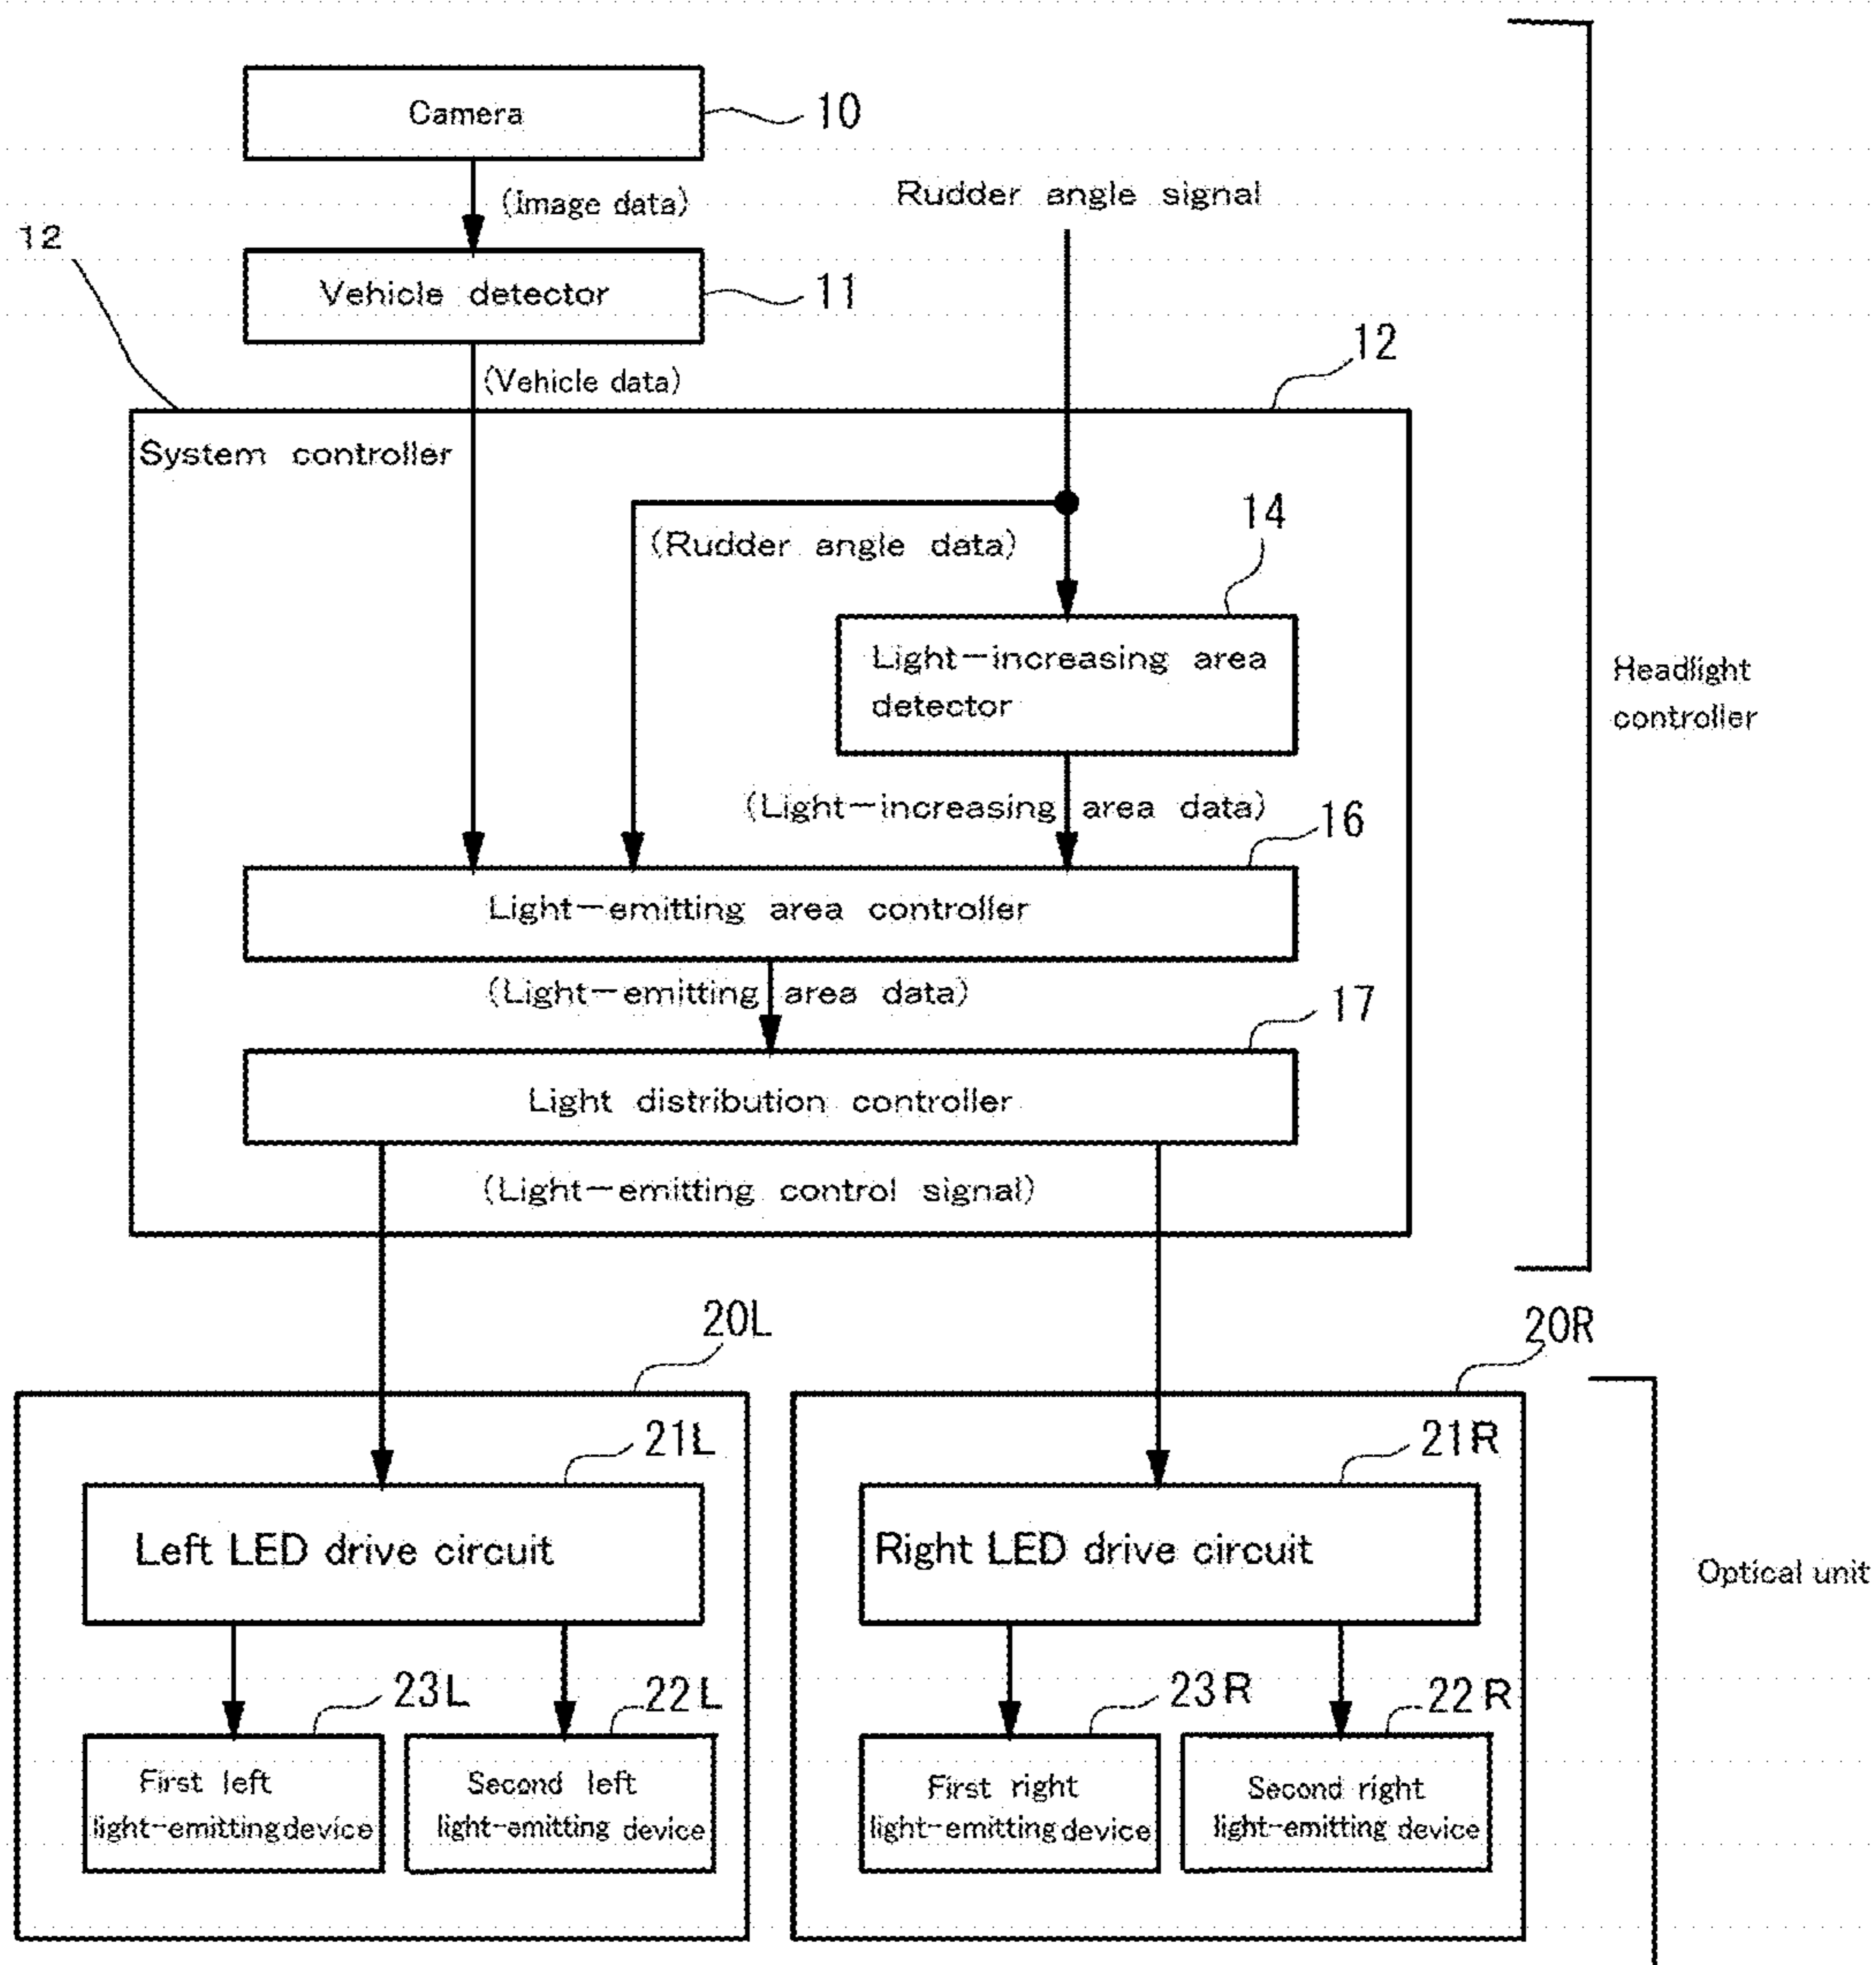 Camera
10
(Image data)
Rudder angle signal
12
Vehicle detector
11
(Vehicle data)
12
System controller
14
(Rudder angle data)
Light-increasing area
detector
Headlight
controller
(Light-increasing area data)
16
Light-emitting area controller
(Light-emitting area data)
17
Light distribution controller
(Light-emitting control signal)
20L
20R
21L
21R
Left LED drive circuit
Right LED drive circuit
Optical unit
23L
22L
23R
22R
First left
light-emitting device
Second left
light-emitting device
First right
light-emitting device
Second right
light-emitting device